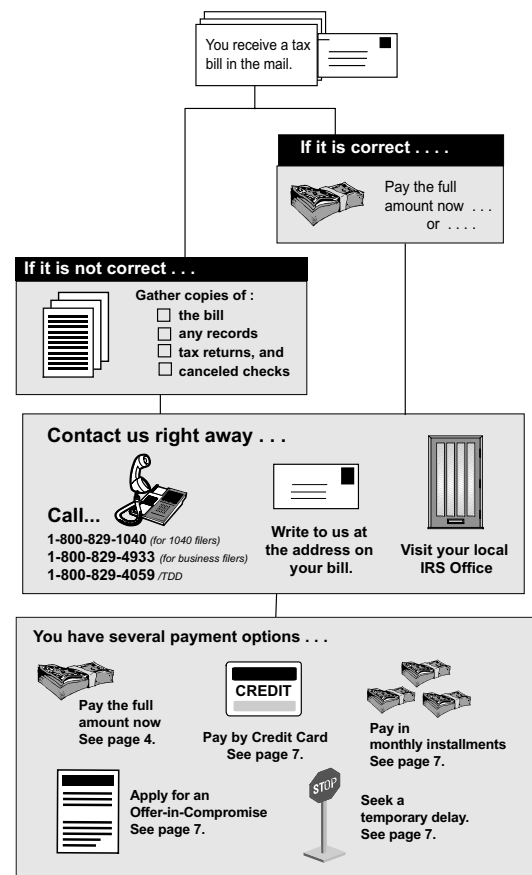 You receive a tax
bill in the mail.
If it is correct . . . .
Pay the full
amount now . . .
or . . . .
If it is not correct . . .
Gather copies of :
the bill
any records
tax returns, and
canceled checks
Contact us right away . . .
Call...
1-800-829-1040 (for 1040 filers)
1-800-829-4933 (for business filers)
1-800-829-4059 /TDD
Write to us at
the address on
your bill.
Visit your local
IRS Office
You have several payment options . . .
Pay the full
amount now
See page 4.
CREDIT
Pay by Credit Card
See page 7.
Pay in
monthly installments
See page 7.
Apply for an
Offer-in-Compromise
See page 7.
STOP
Seek a
temporary delay.
See page 7.